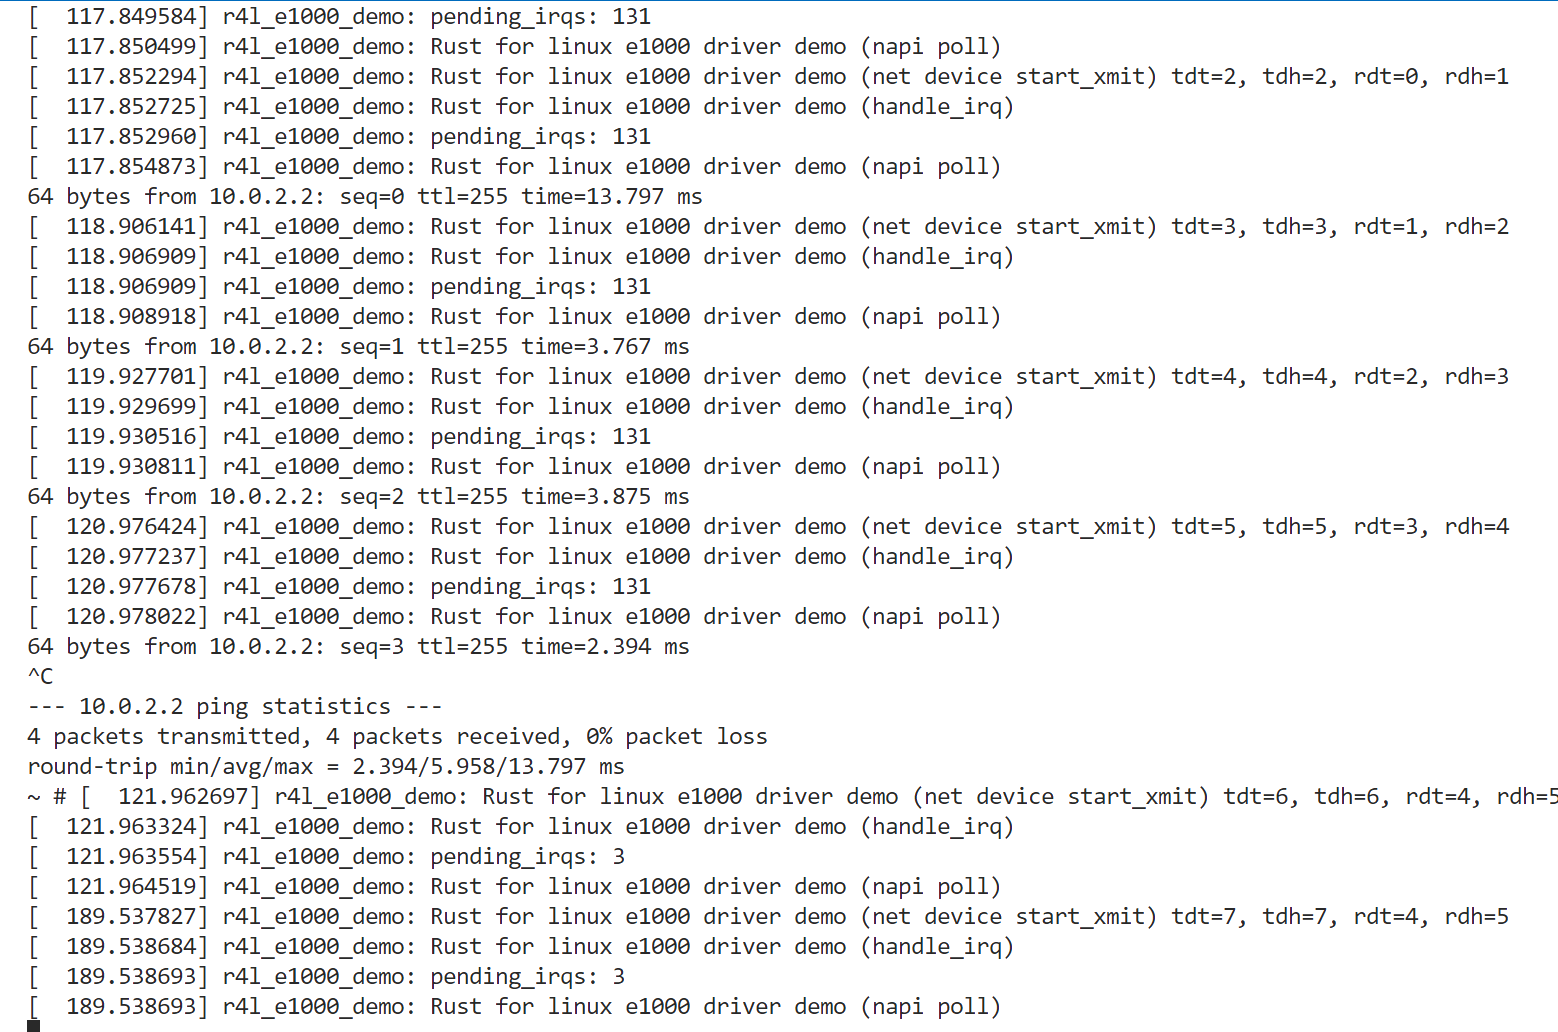 [  117.849584] r4l_e1000_demo: pending_irqs: 131
[  117.850499] r4l_e1000_demo: Rust for linux e1000 driver demo (napi poll)
[  117.852294] r4l_e1000_demo: Rust for linux e1000 driver demo (net device start_xmit) tdt=2, tdh=2, rdt=0, rdh=1
[  117.852725] r4l_e1000_demo: Rust for linux e1000 driver demo (handle_irq)
[  117.852960] r4l_e1000_demo: pending_irqs: 131
[  117.854873] r4l_e1000_demo: Rust for linux e1000 driver demo (napi poll)
64 bytes from 10.0.2.2: seq=0 ttl=255 time=13.797 ms
[  118.906141] r4l_e1000_demo: Rust for linux e1000 driver demo (net device start_xmit) tdt=3, tdh=3, rdt=1, rdh=2
[  118.906909] r4l_e1000_demo: Rust for linux e1000 driver demo (handle_irq)
[  118.906909] r4l_e1000_demo: pending_irqs: 131
[  118.908918] r4l_e1000_demo: Rust for linux e1000 driver demo (napi poll)
64 bytes from 10.0.2.2: seq=1 ttl=255 time=3.767 ms
[  119.927701] r4l_e1000_demo: Rust for linux e1000 driver demo (net device start_xmit) tdt=4, tdh=4, rdt=2, rdh=3
[  119.929699] r4l_e1000_demo: Rust for linux e1000 driver demo (handle_irq)
[  119.930516] r4l_e1000_demo: pending_irqs: 131
[  119.930811] r4l_e1000_demo: Rust for linux e1000 driver demo (napi poll)
64 bytes from 10.0.2.2: seq=2 ttl=255 time=3.875 ms
[  120.976424] r4l_e1000_demo: Rust for linux e1000 driver demo (net device start_xmit) tdt=5, tdh=5, rdt=3, rdh=4
[  120.977237] r4l_e1000_demo: Rust for linux e1000 driver demo (handle_irq)
[  120.977678] r4l_e1000_demo: pending_irqs: 131
[  120.978022] r4l_e1000_demo: Rust for linux e1000 driver demo (napi poll)
64 bytes from 10.0.2.2: seq=3 ttl=255 time=2.394 ms
^C
--- 10.0.2.2 ping statistics ---
4 packets transmitted, 4 packets received, 0% packet loss
round-trip min/avg/max = 2.394/5.958/13.797 ms
~ # [  121.962697] r4l_e1000_demo: Rust for linux e1000 driver demo (net device start_xmit) tdt=6, tdh=6, rdt=4, rdh=5
[  121.963324] r4l_e1000_demo: Rust for linux e1000 driver demo (handle_irq)
[  121.963554] r4l_e1000_demo: pending_irqs: 3
[  121.964519] r4l_e1000_demo: Rust for linux e1000 driver demo (napi poll)
[  189.537827] r4l_e1000_demo: Rust for linux e1000 driver demo (net device start_xmit) tdt=7, tdh=7, rdt=4, rdh=5
[  189.538684] r4l_e1000_demo: Rust for linux e1000 driver demo (handle_irq)
[  189.538693] r4l_e1000_demo: pending_irqs: 3
[  189.538693] r4l_e1000_demo: Rust for linux e1000 driver demo (napi poll)